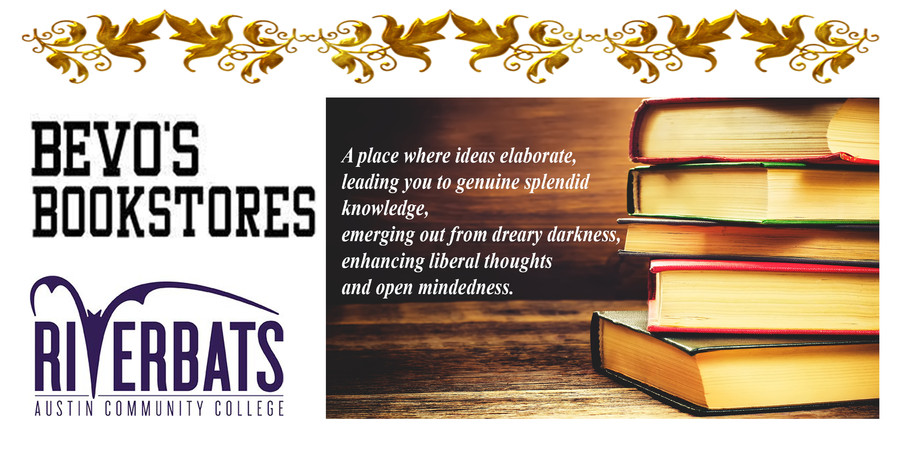 BEVO'S
BOOKSTORES
RIVERBATS
AUSTIN COMMUNITY COLLEGE
A place where ideas elaborate,
leading you to genuine splendid
knowledge,
emerging out from dreary darkness,
enhancing liberal thoughts
and open mindedness.